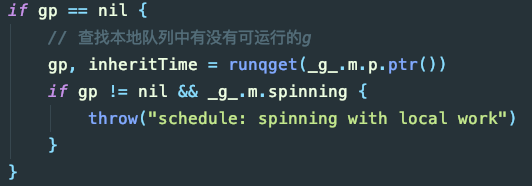 if gp == nil {
    // 查找本地队列中有没有可运行的g
    gp, inheritTime = runqget(_g_.m.p.ptr())
    if gp != nil && _g_.m.spinning {
        throw("schedule: spinning with local work")
    }
}